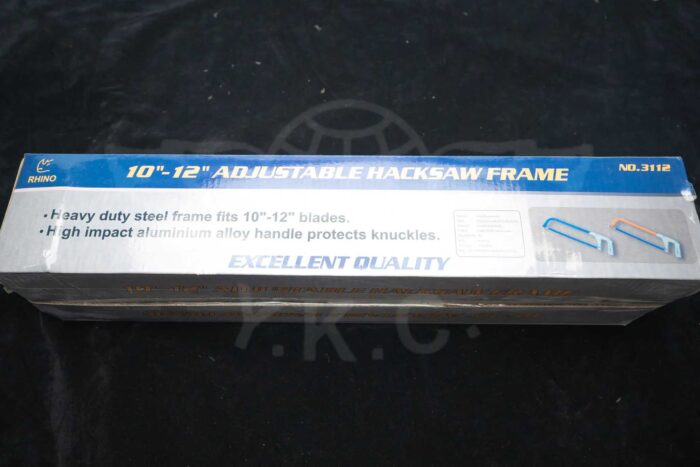 RHINO
10"-12" ADJUSTABLE HACKSAW FRAME
NO.3112
• Heavy duty steel frame fits 10"-12" blades.
• High impact aluminium alloy handle protects knuckles.
EXCELLENT QUALITY
Y.K.C.